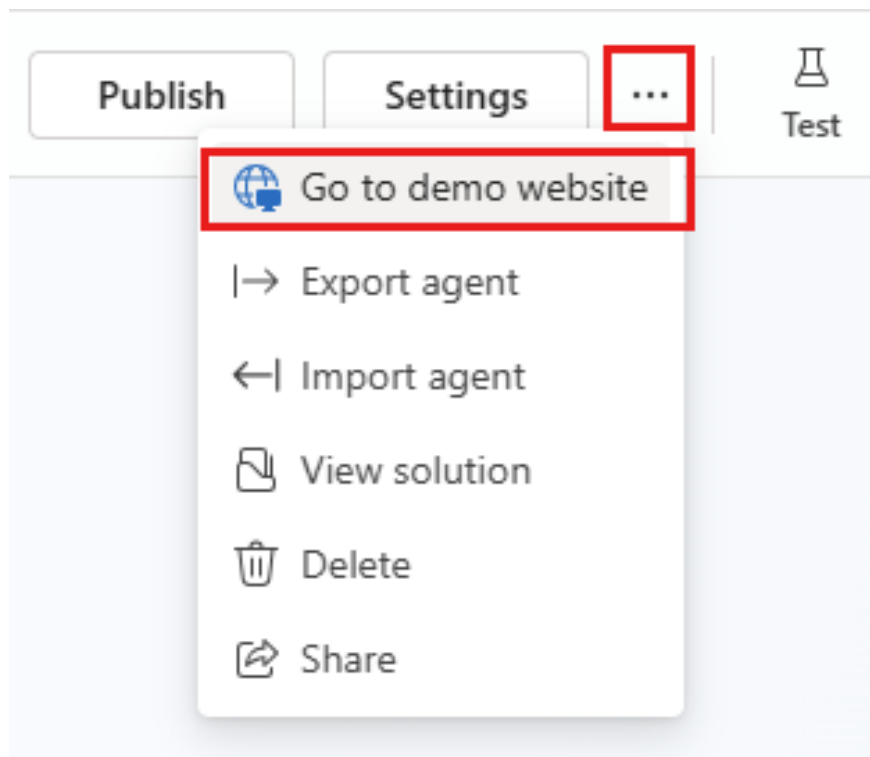 Publish
Settings
...
Test
Go to demo website
Export agent
Import agent
View solution
Delete
Share